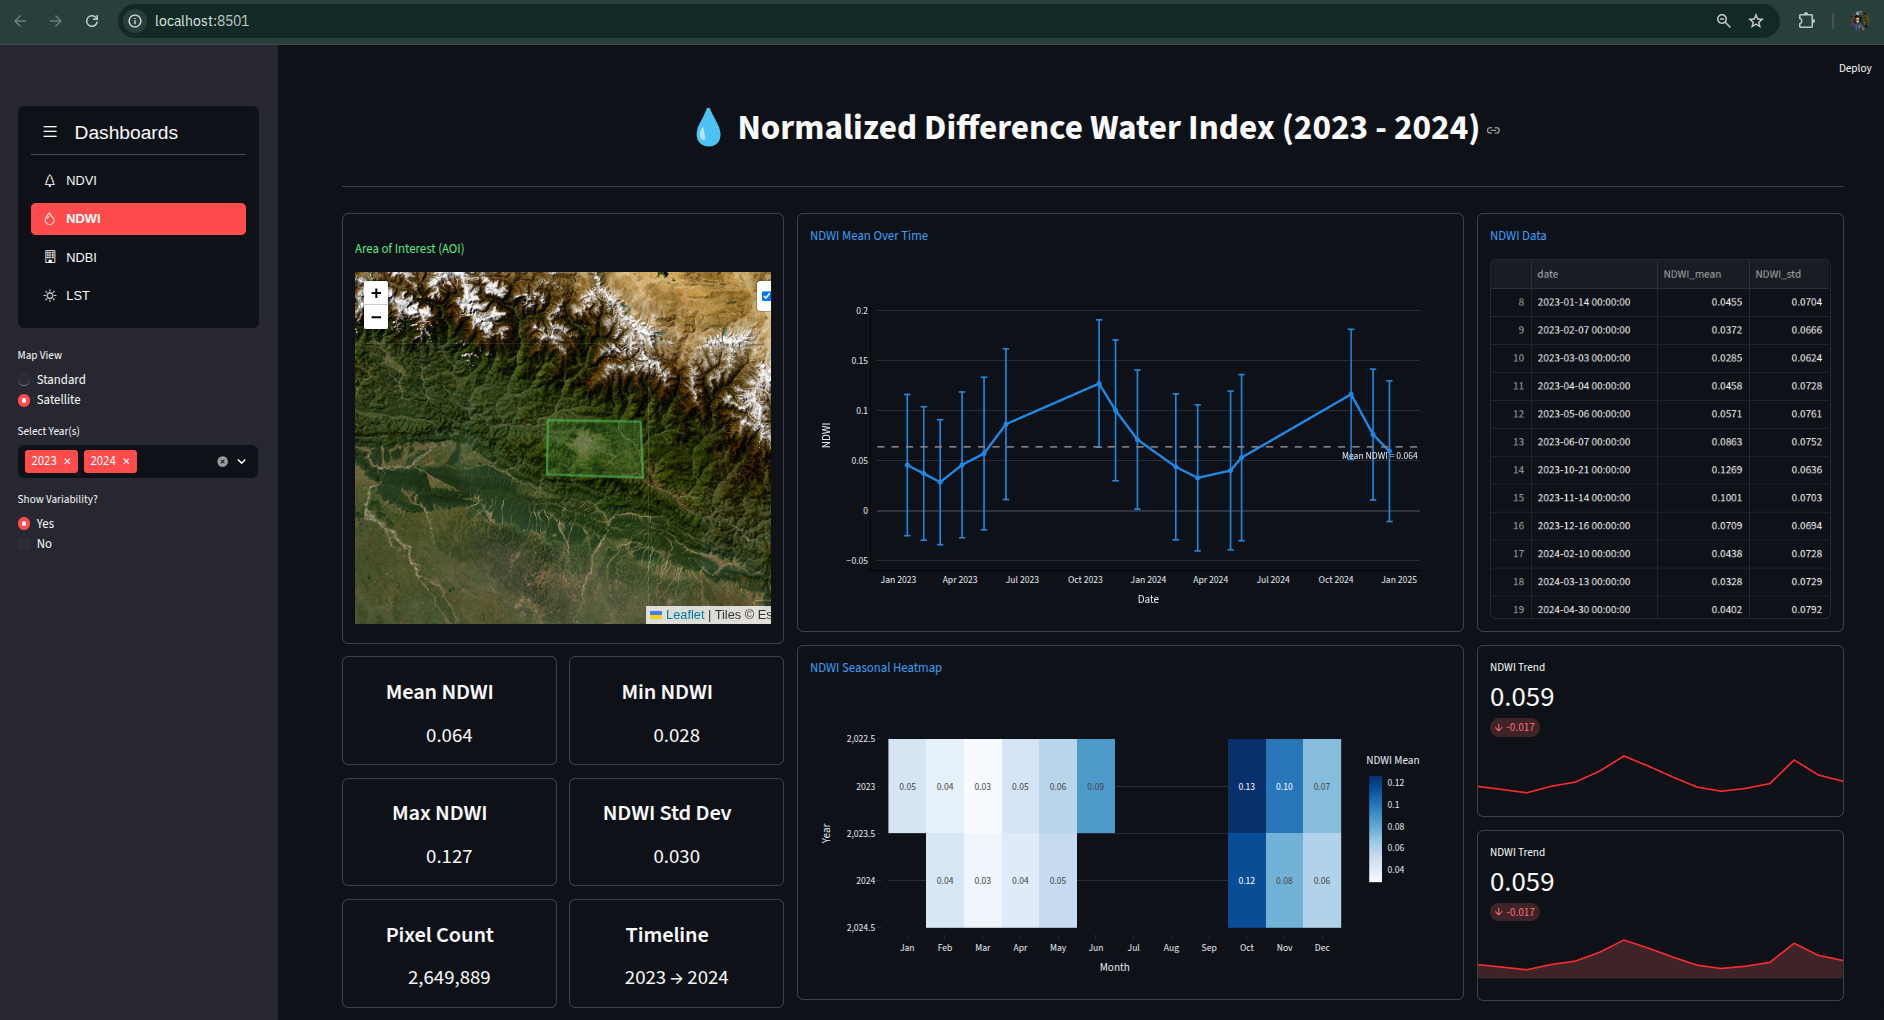 localhost:8501
Deploy
Dashboards
NDVI
NDWI
NDBI
LST
Map View
Standard
Satellite
Select Year(s)
2023 × 2024 ×
Show Variability?
Yes
No
Normalized Difference Water Index (2023 - 2024)
Area of Interest (AOI)
+
−
Leaflet | Tiles © Es
Mean NDWI
0.064
Min NDWI
0.028
Max NDWI
0.127
NDWI Std Dev
0.030
Pixel Count
2,649,889
Timeline
2023 → 2024
NDWI Mean Over Time
0.2
0.15
0.1
0.05
0
−0.05
NDWI
Mean NDWI = 0.064
Jan 2023 Apr 2023 Jul 2023 Oct 2023 Jan 2024 Apr 2024 Jul 2024 Oct 2024 Jan 2025
Date
NDWI Seasonal Heatmap
2,022.5
2023
2,023.5
2024
2,024.5
Year
0.05 0.04 0.03 0.05 0.06 0.09 0.13 0.10 0.07
0.04 0.03 0.04 0.05 0.12 0.08 0.06
Jan Feb Mar Apr May Jun Jul Aug Sep Oct Nov Dec
Month
NDWI Mean
0.12
0.1
0.08
0.06
0.04
NDWI Data
date NDWI_mean NDWI_std
8 2023-01-14 00:00:00 0.0455 0.0704
9 2023-02-07 00:00:00 0.0372 0.0666
10 2023-03-03 00:00:00 0.0285 0.0624
11 2023-04-04 00:00:00 0.0458 0.0728
12 2023-05-06 00:00:00 0.0571 0.0761
13 2023-06-07 00:00:00 0.0863 0.0752
14 2023-10-21 00:00:00 0.1269 0.0636
15 2023-11-14 00:00:00 0.1001 0.0703
16 2023-12-16 00:00:00 0.0709 0.0694
17 2024-02-10 00:00:00 0.0438 0.0728
18 2024-03-13 00:00:00 0.0328 0.0729
19 2024-04-30 00:00:00 0.0402 0.0792
NDWI Trend
0.059
↓ -0.017
NDWI Trend
0.059
↓ -0.017